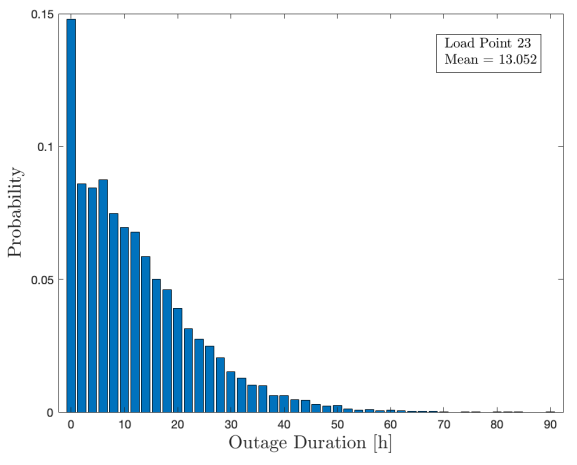 0.15
0.1
0.05
0
Probability
Load Point 23
Mean = 13.052
0 10 20 30 40 50 60 70 80 90
Outage Duration [h]